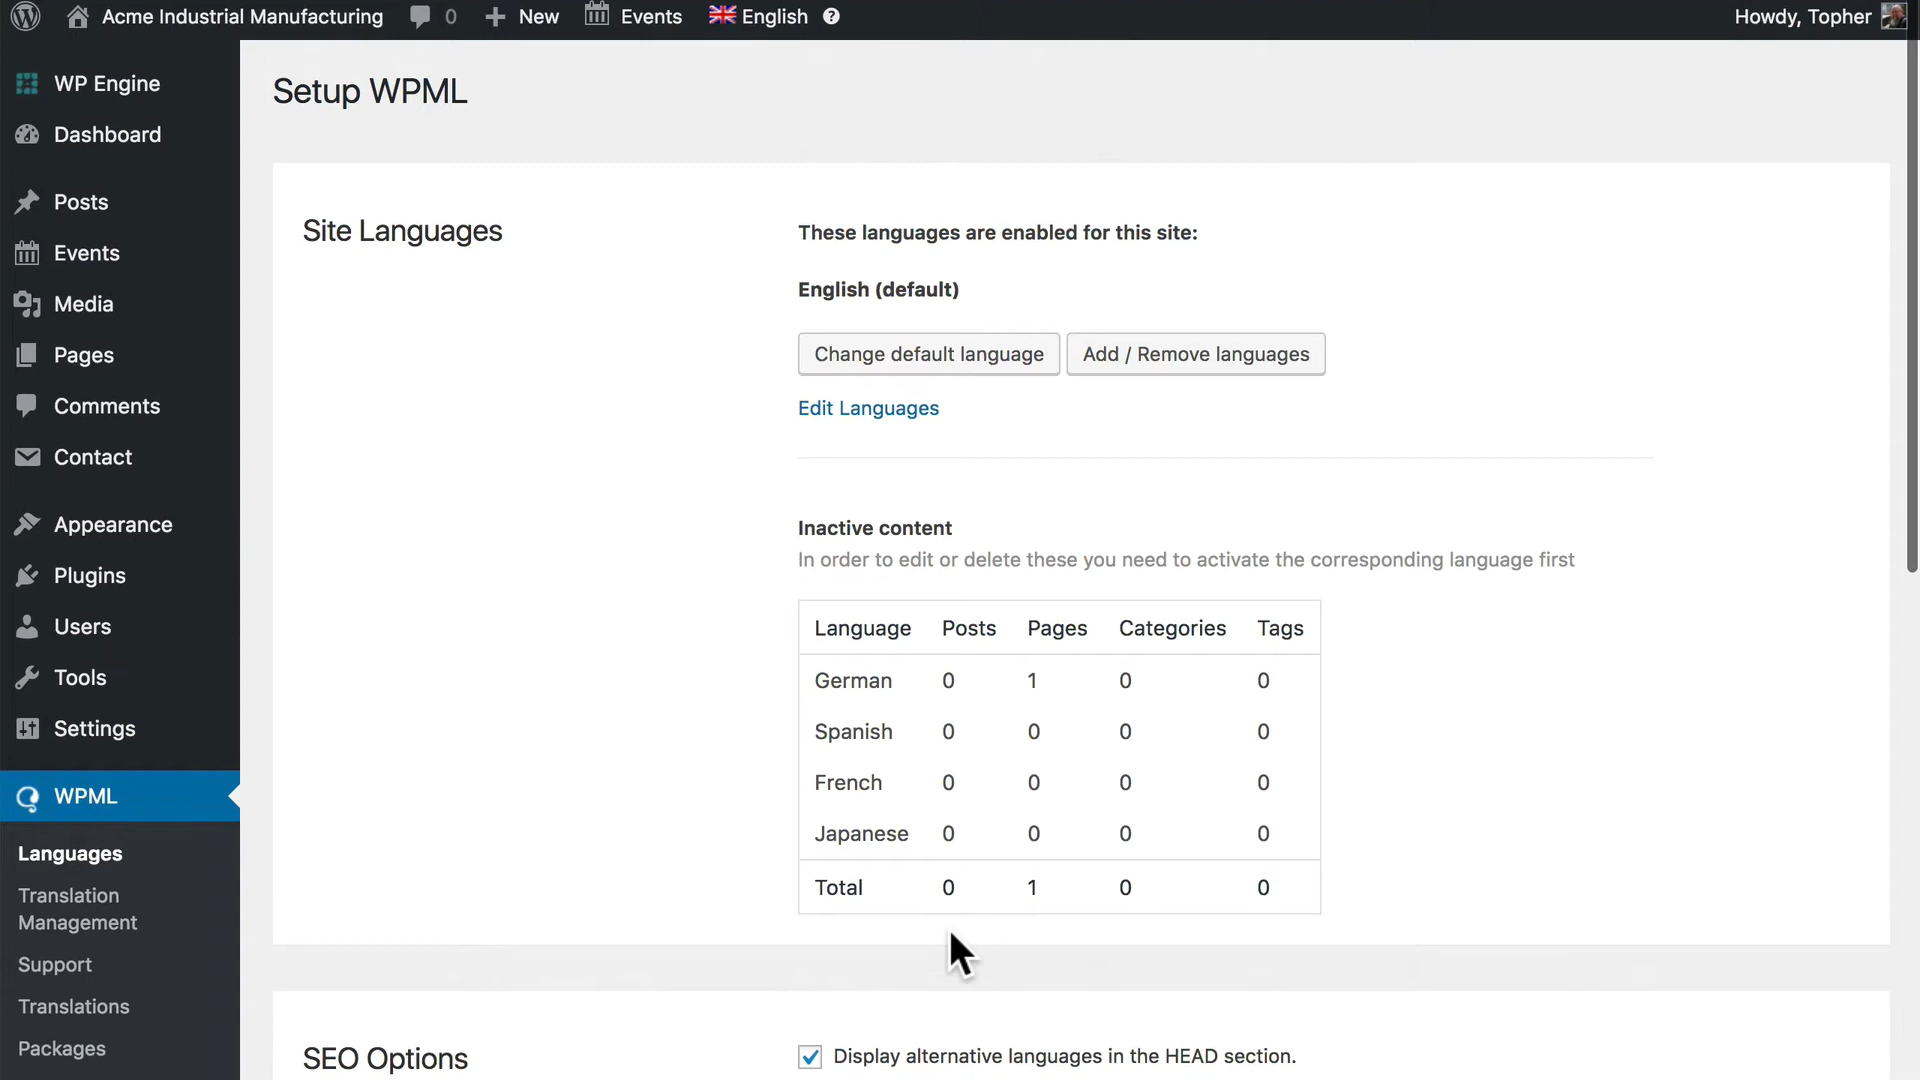 Acme Industrial Manufacturing 0 New Events English Howdy, Topher
WP Engine
Dashboard
Posts
Events
Media
Pages
Comments
Contact
Appearance
Plugins
Users
Tools
Settings
WPML
Languages
Translation
Management
Support
Translations
Packages
Setup WPML
Site Languages
These languages are enabled for this site:
English (default)
Change default language Add / Remove languages
Edit Languages
Inactive content
In order to edit or delete these you need to activate the corresponding language first
Language Posts Pages Categories Tags
German 0 1 0 0
Spanish 0 0 0 0
French 0 0 0 0
Japanese 0 0 0 0
Total 0 1 0 0
SEO Options
Display alternative languages in the HEAD section.